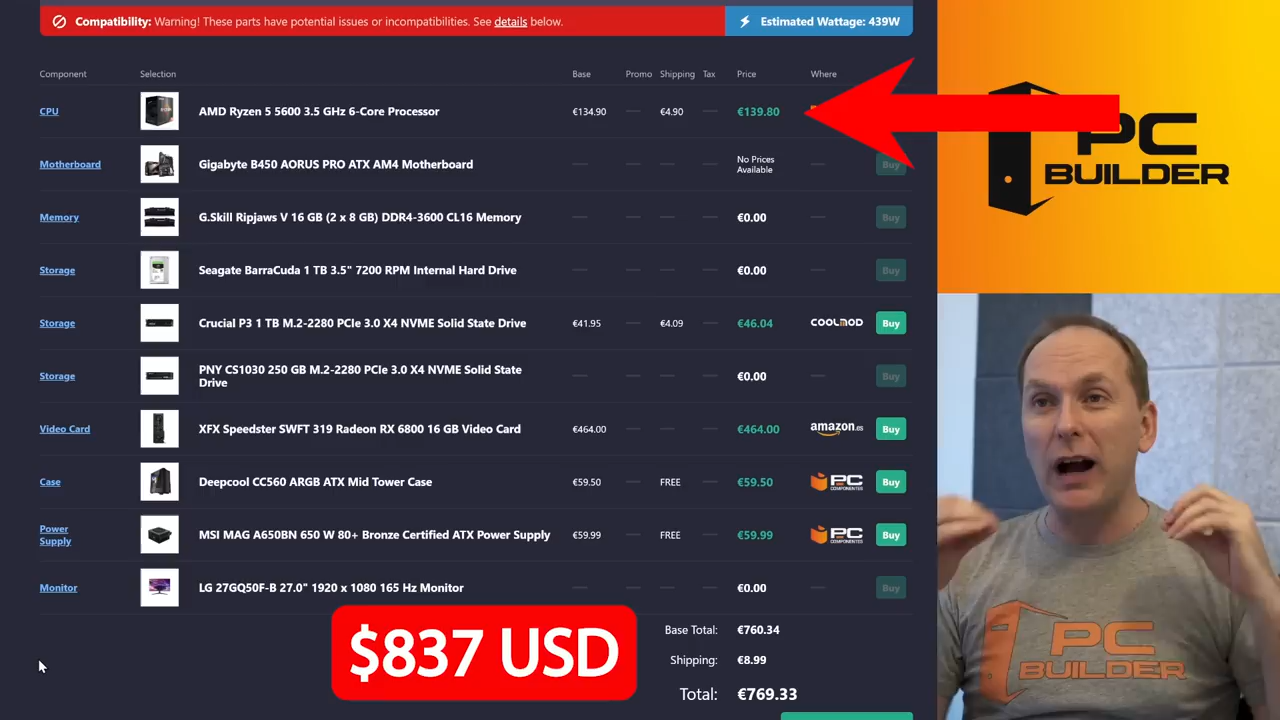 Compatibility: Warning! These parts have potential issues or incompatibilities. See details below.
Estimated Wattage: 439W
Component Selection Base Promo Shipping Tax Price Where
CPU AMD Ryzen 5 5600 3.5 GHz 6-Core Processor €134.90 — €4.90 — €139.80
Motherboard Gigabyte B450 AORUS PRO ATX AM4 Motherboard — — — — No Prices Available — Buy
Memory G.Skill Ripjaws V 16 GB (2 x 8 GB) DDR4-3600 CL16 Memory — — — — €0.00 — Buy
Storage Seagate BarraCuda 1 TB 3.5" 7200 RPM Internal Hard Drive — — — — €0.00 — Buy
Storage Crucial P3 1 TB M.2-2280 PCIe 3.0 X4 NVME Solid State Drive €41.95 — €4.09 — €46.04 COOLMOD Buy
Storage PNY CS1030 250 GB M.2-2280 PCIe 3.0 X4 NVME Solid State Drive — — — — €0.00 — Buy
Video Card XFX Speedster SWFT 319 Radeon RX 6800 16 GB Video Card €464.00 — — — €464.00 amazon.es Buy
Case Deepcool CC560 ARGB ATX Mid Tower Case €59.50 — FREE — €59.50 PC COMPONENTES Buy
Power Supply MSI MAG A650BN 650 W 80+ Bronze Certified ATX Power Supply €59.99 — FREE — €59.99 PC COMPONENTES Buy
Monitor LG 27GQ50F-B 27.0" 1920 x 1080 165 Hz Monitor — — — — €0.00 — Buy
Base Total: €760.34
Shipping: €8.99
Total: €769.33
$837 USD
PC
BUILDER
PC
BUILDER